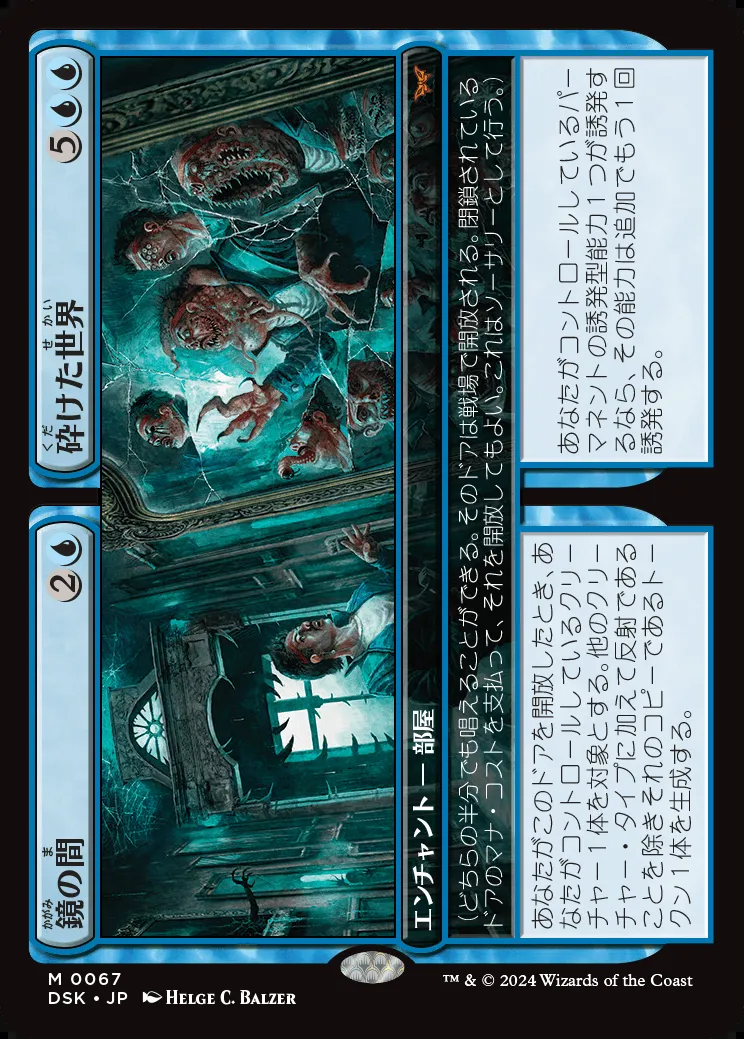 鏡の間
かがみ ま
2
砕けた世界
くだ せかい
5
エンチャント — 部屋
(どちらの半分でも唱えることができる。そのドアは戦場で開放される。閉鎖されている
ドアのマナ・コストを支払って、それを開放してもよい。これはソーサリーとして行う。)
あなたがこのドアを開放したとき、あ
なたがコントロールしているクリー
チャー1体を対象とする。他のクリー
チャー・タイプに加えて反射である
ことを除きそれのコピーであるトー
クン1体を生成する。
あなたがコントロールしているパー
マネントの誘発型能力1つが誘発す
るなら、その能力は追加でもう1回
誘発する。
M 0067
DSK • JP HELGE C. BALZER
™ & © 2024 Wizards of the Coast